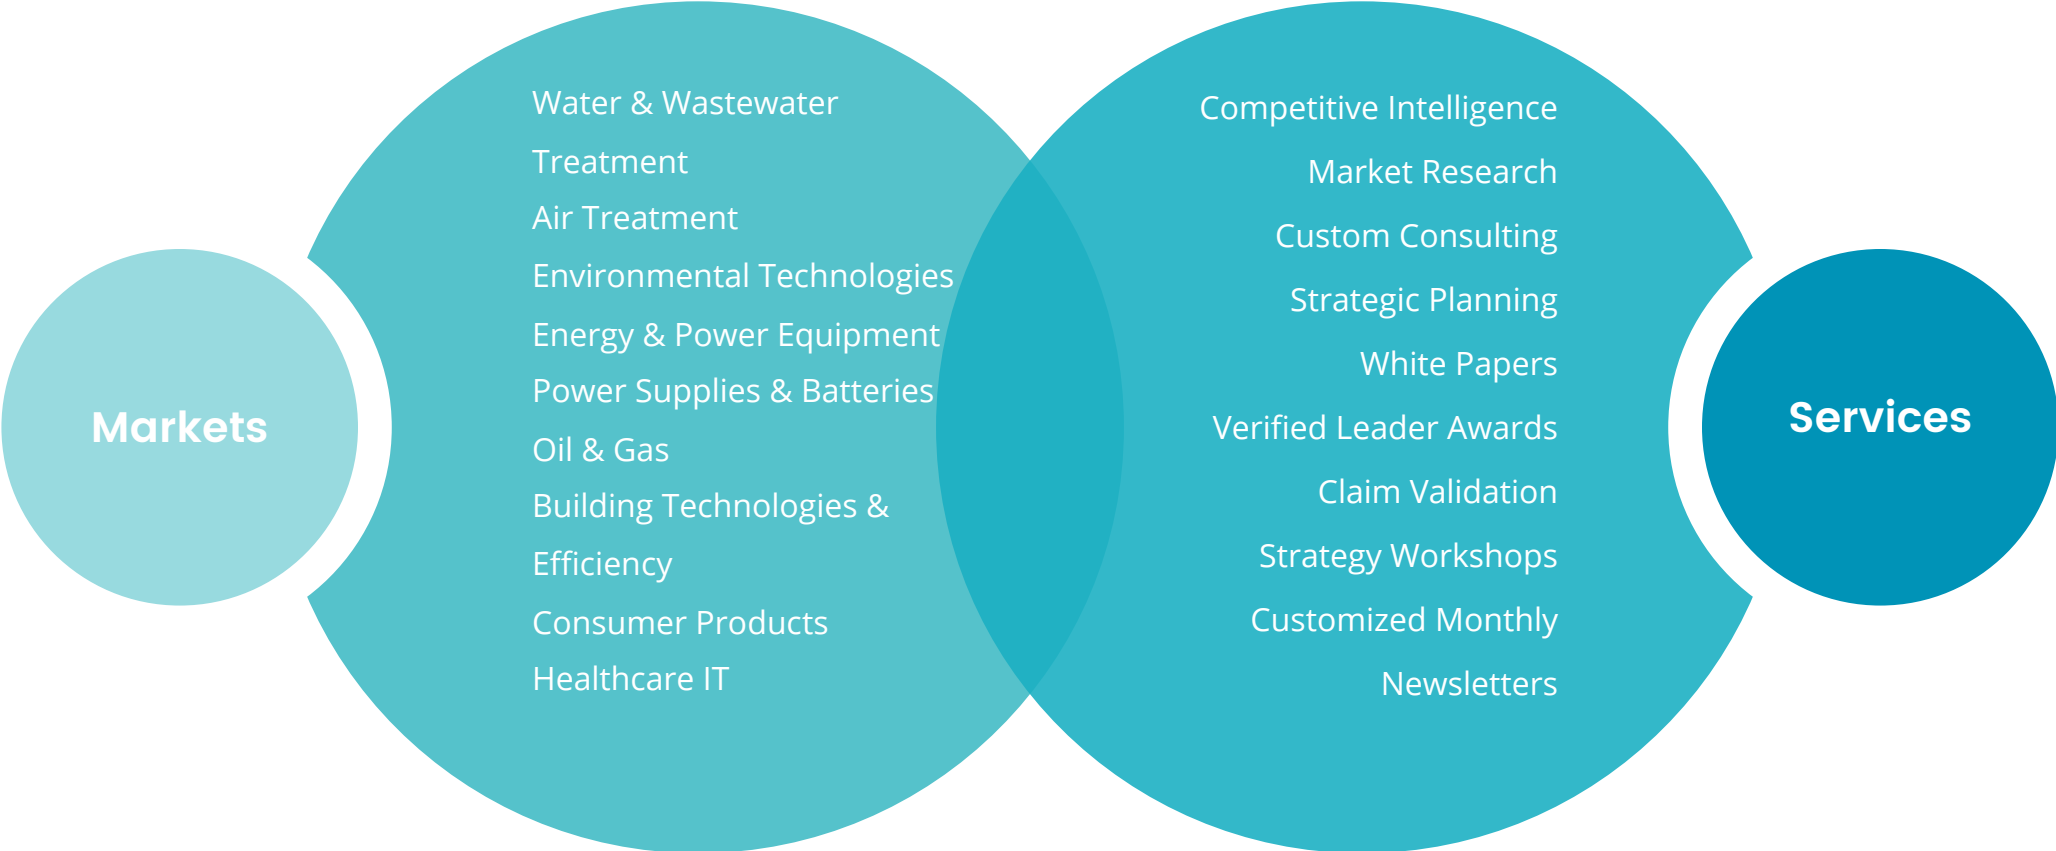 Markets
Water & Wastewater
Treatment
Air Treatment
Environmental Technologies
Energy & Power Equipment
Power Supplies & Batteries
Oil & Gas
Building Technologies &
Efficiency
Consumer Products
Healthcare IT
Competitive Intelligence
Market Research
Custom Consulting
Strategic Planning
White Papers
Verified Leader Awards
Claim Validation
Strategy Workshops
Customized Monthly
Newsletters
Services